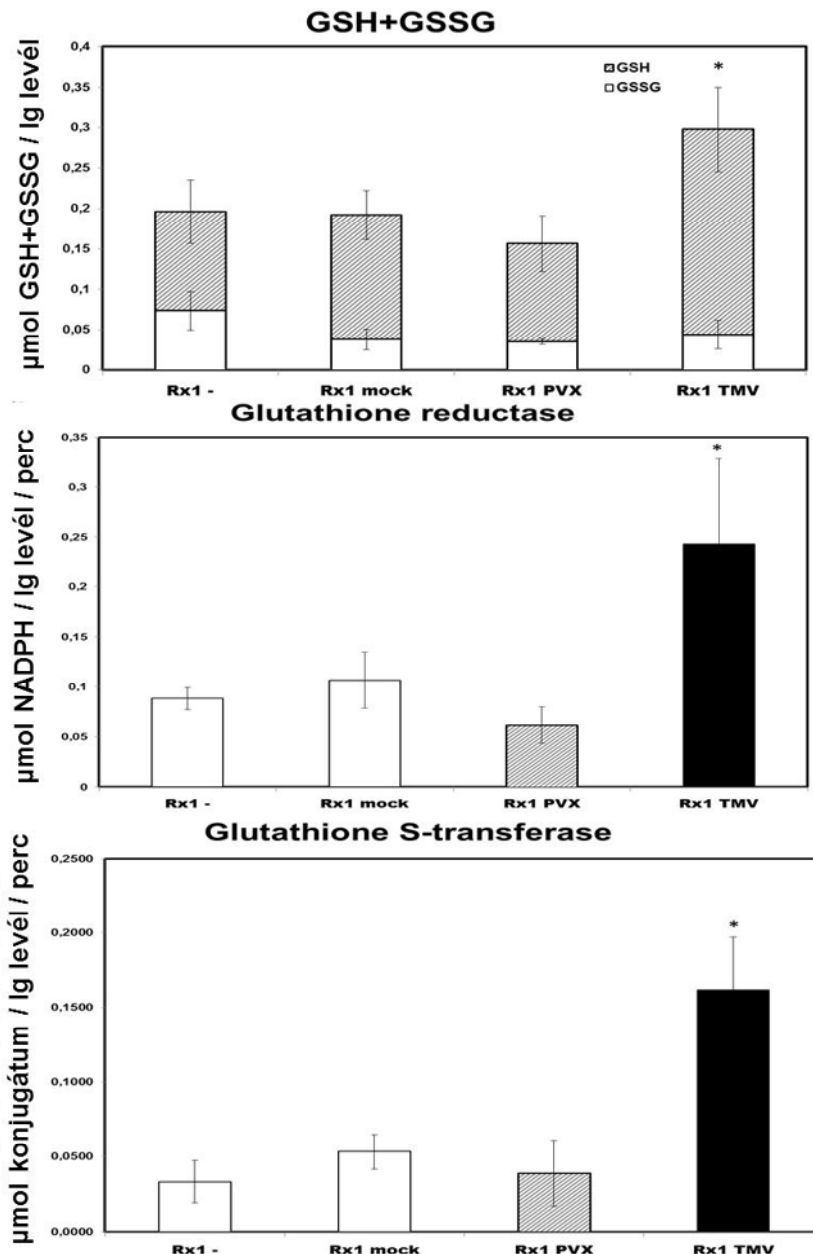 GSH+GSSG
µmol GSH+GSSG / lg levél
0,4
0,35
0,3
0,25
0,2
0,15
0,1
0,05
0
GSH
GSSG
*
Rx1 -
Rx1 mock
Rx1 PVX
Rx1 TMV
Glutathione reductase
µmol NADPH / lg levél / perc
0,35
0,3
0,25
0,2
0,15
0,1
0,05
0
*
Rx1 -
Rx1 mock
Rx1 PVX
Rx1 TMV
Glutathione S-transferase
µmol konjugátum / lg levél / perc
0,2500
0,2000
0,1500
0,1000
0,0500
0,0000
*
Rx1 -
Rx1 mock
Rx1 PVX
Rx1 TMV